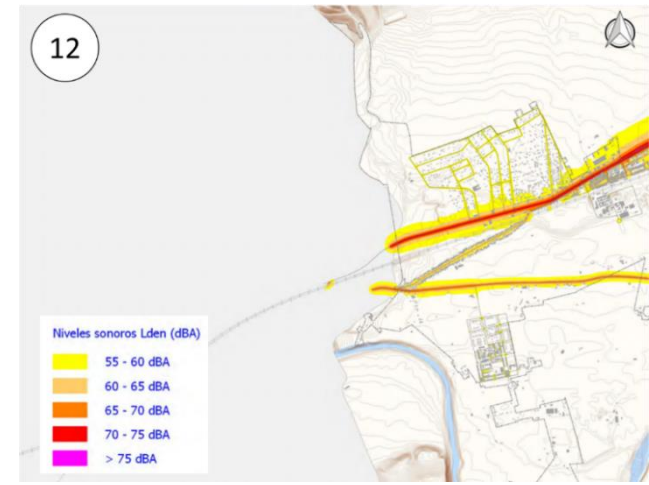 12
Niveles sonoros Lden (dBA)
55 - 60 dBA
60 - 65 dBA
65 - 70 dBA
70 - 75 dBA
> 75 dBA